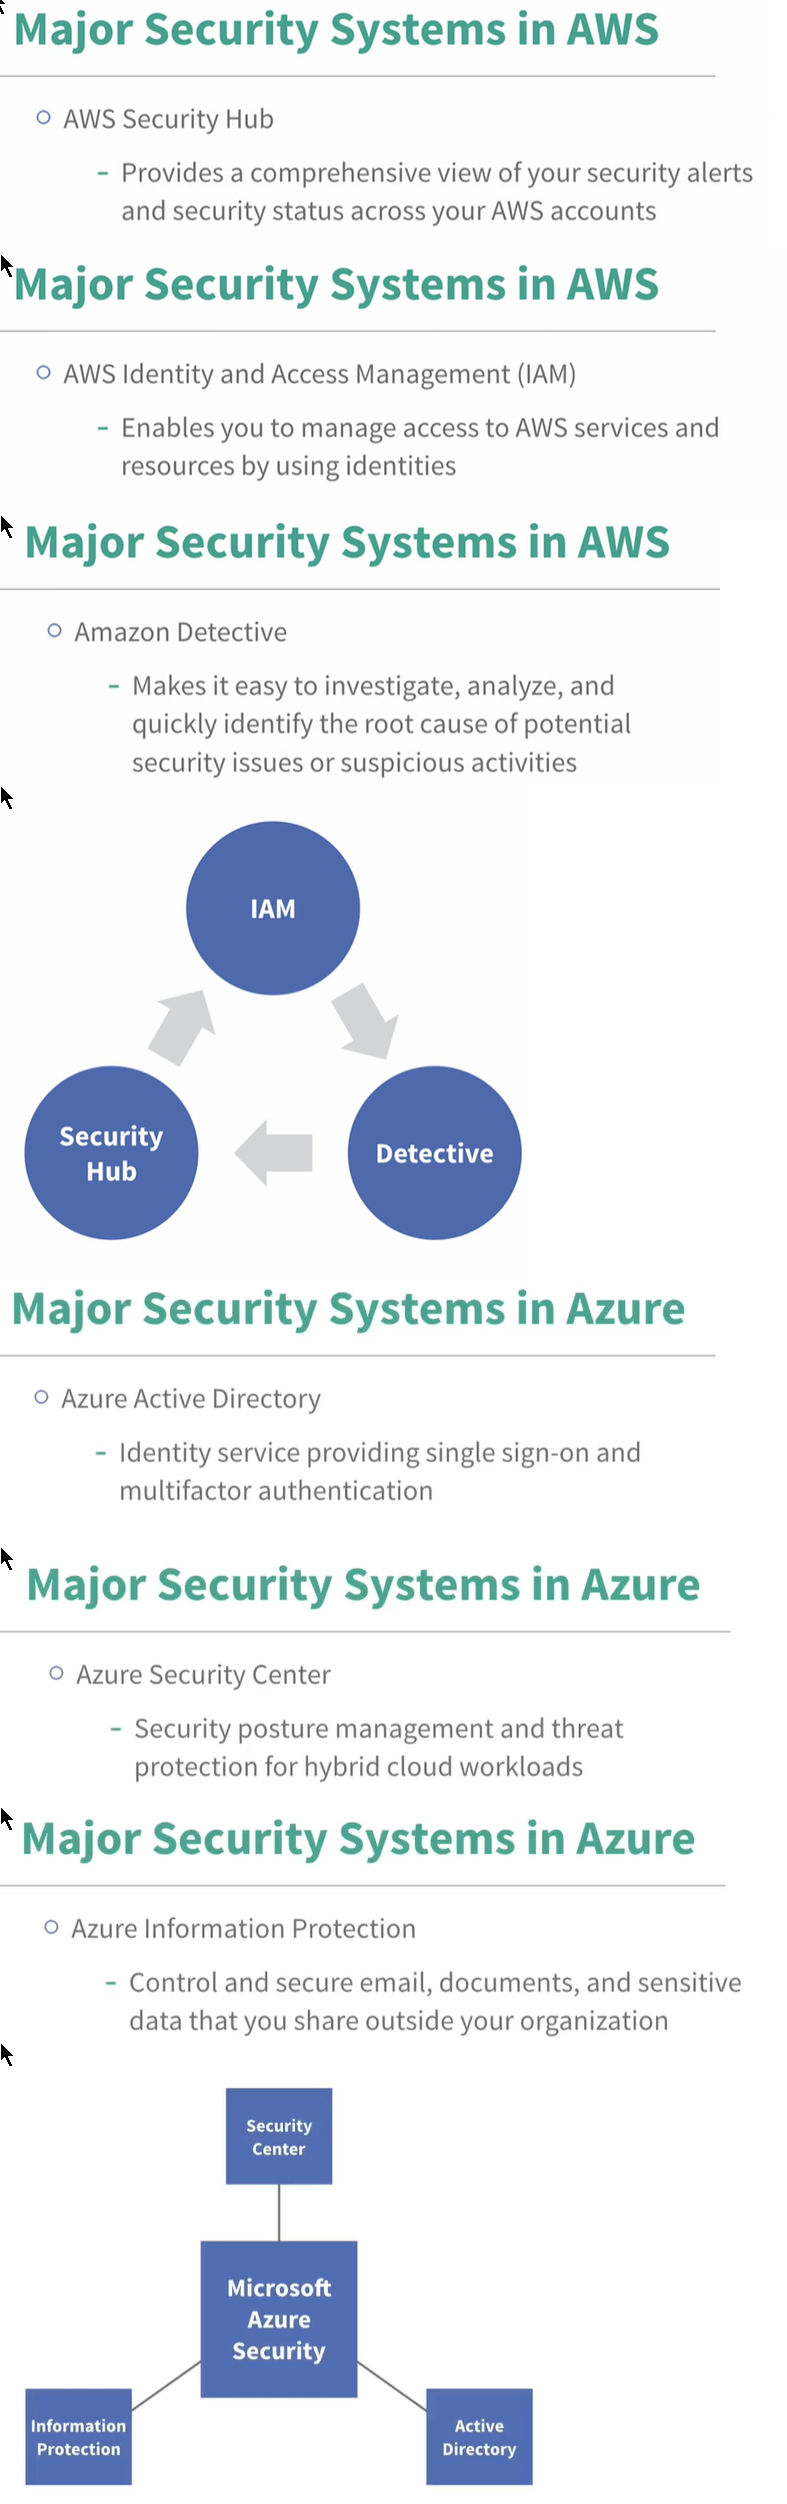 Major Security Systems in AWS
AWS Security Hub
- Provides a comprehensive view of your security alerts
and security status across your AWS accounts
Major Security Systems in AWS
AWS Identity and Access Management (IAM)
- Enables you to manage access to AWS services and
resources by using identities
Major Security Systems in AWS
Amazon Detective
- Makes it easy to investigate, analyze, and
quickly identify the root cause of potential
security issues or suspicious activities
IAM
Security
Hub
Detective
Major Security Systems in Azure
Azure Active Directory
- Identity service providing single sign-on and
multifactor authentication
Major Security Systems in Azure
Azure Security Center
- Security posture management and threat
protection for hybrid cloud workloads
Major Security Systems in Azure
Azure Information Protection
- Control and secure email, documents, and sensitive
data that you share outside your organization
Security
Center
Microsoft
Azure
Security
Information
Protection
Active
Directory